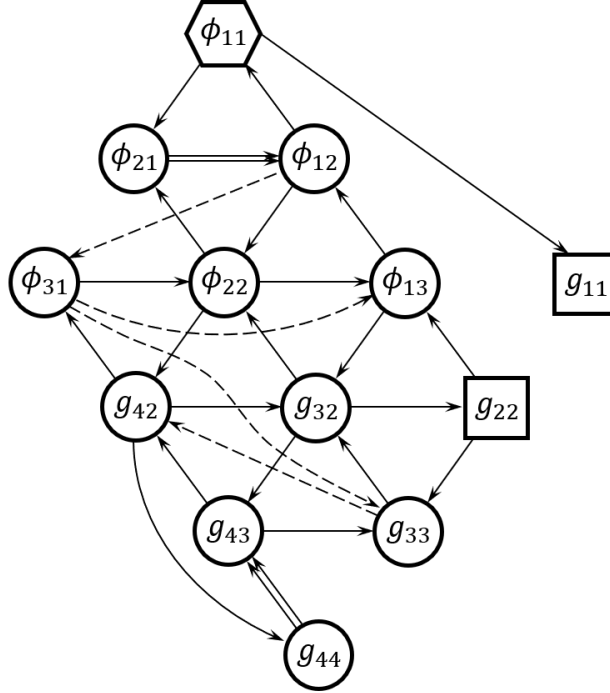 ϕ₁₁
ϕ₂₁ ϕ₁₂
ϕ₃₁ ϕ₂₂ ϕ₁₃ g₁₁
g₄₂ g₃₂ g₂₂
g₄₃ g₃₃
g₄₄